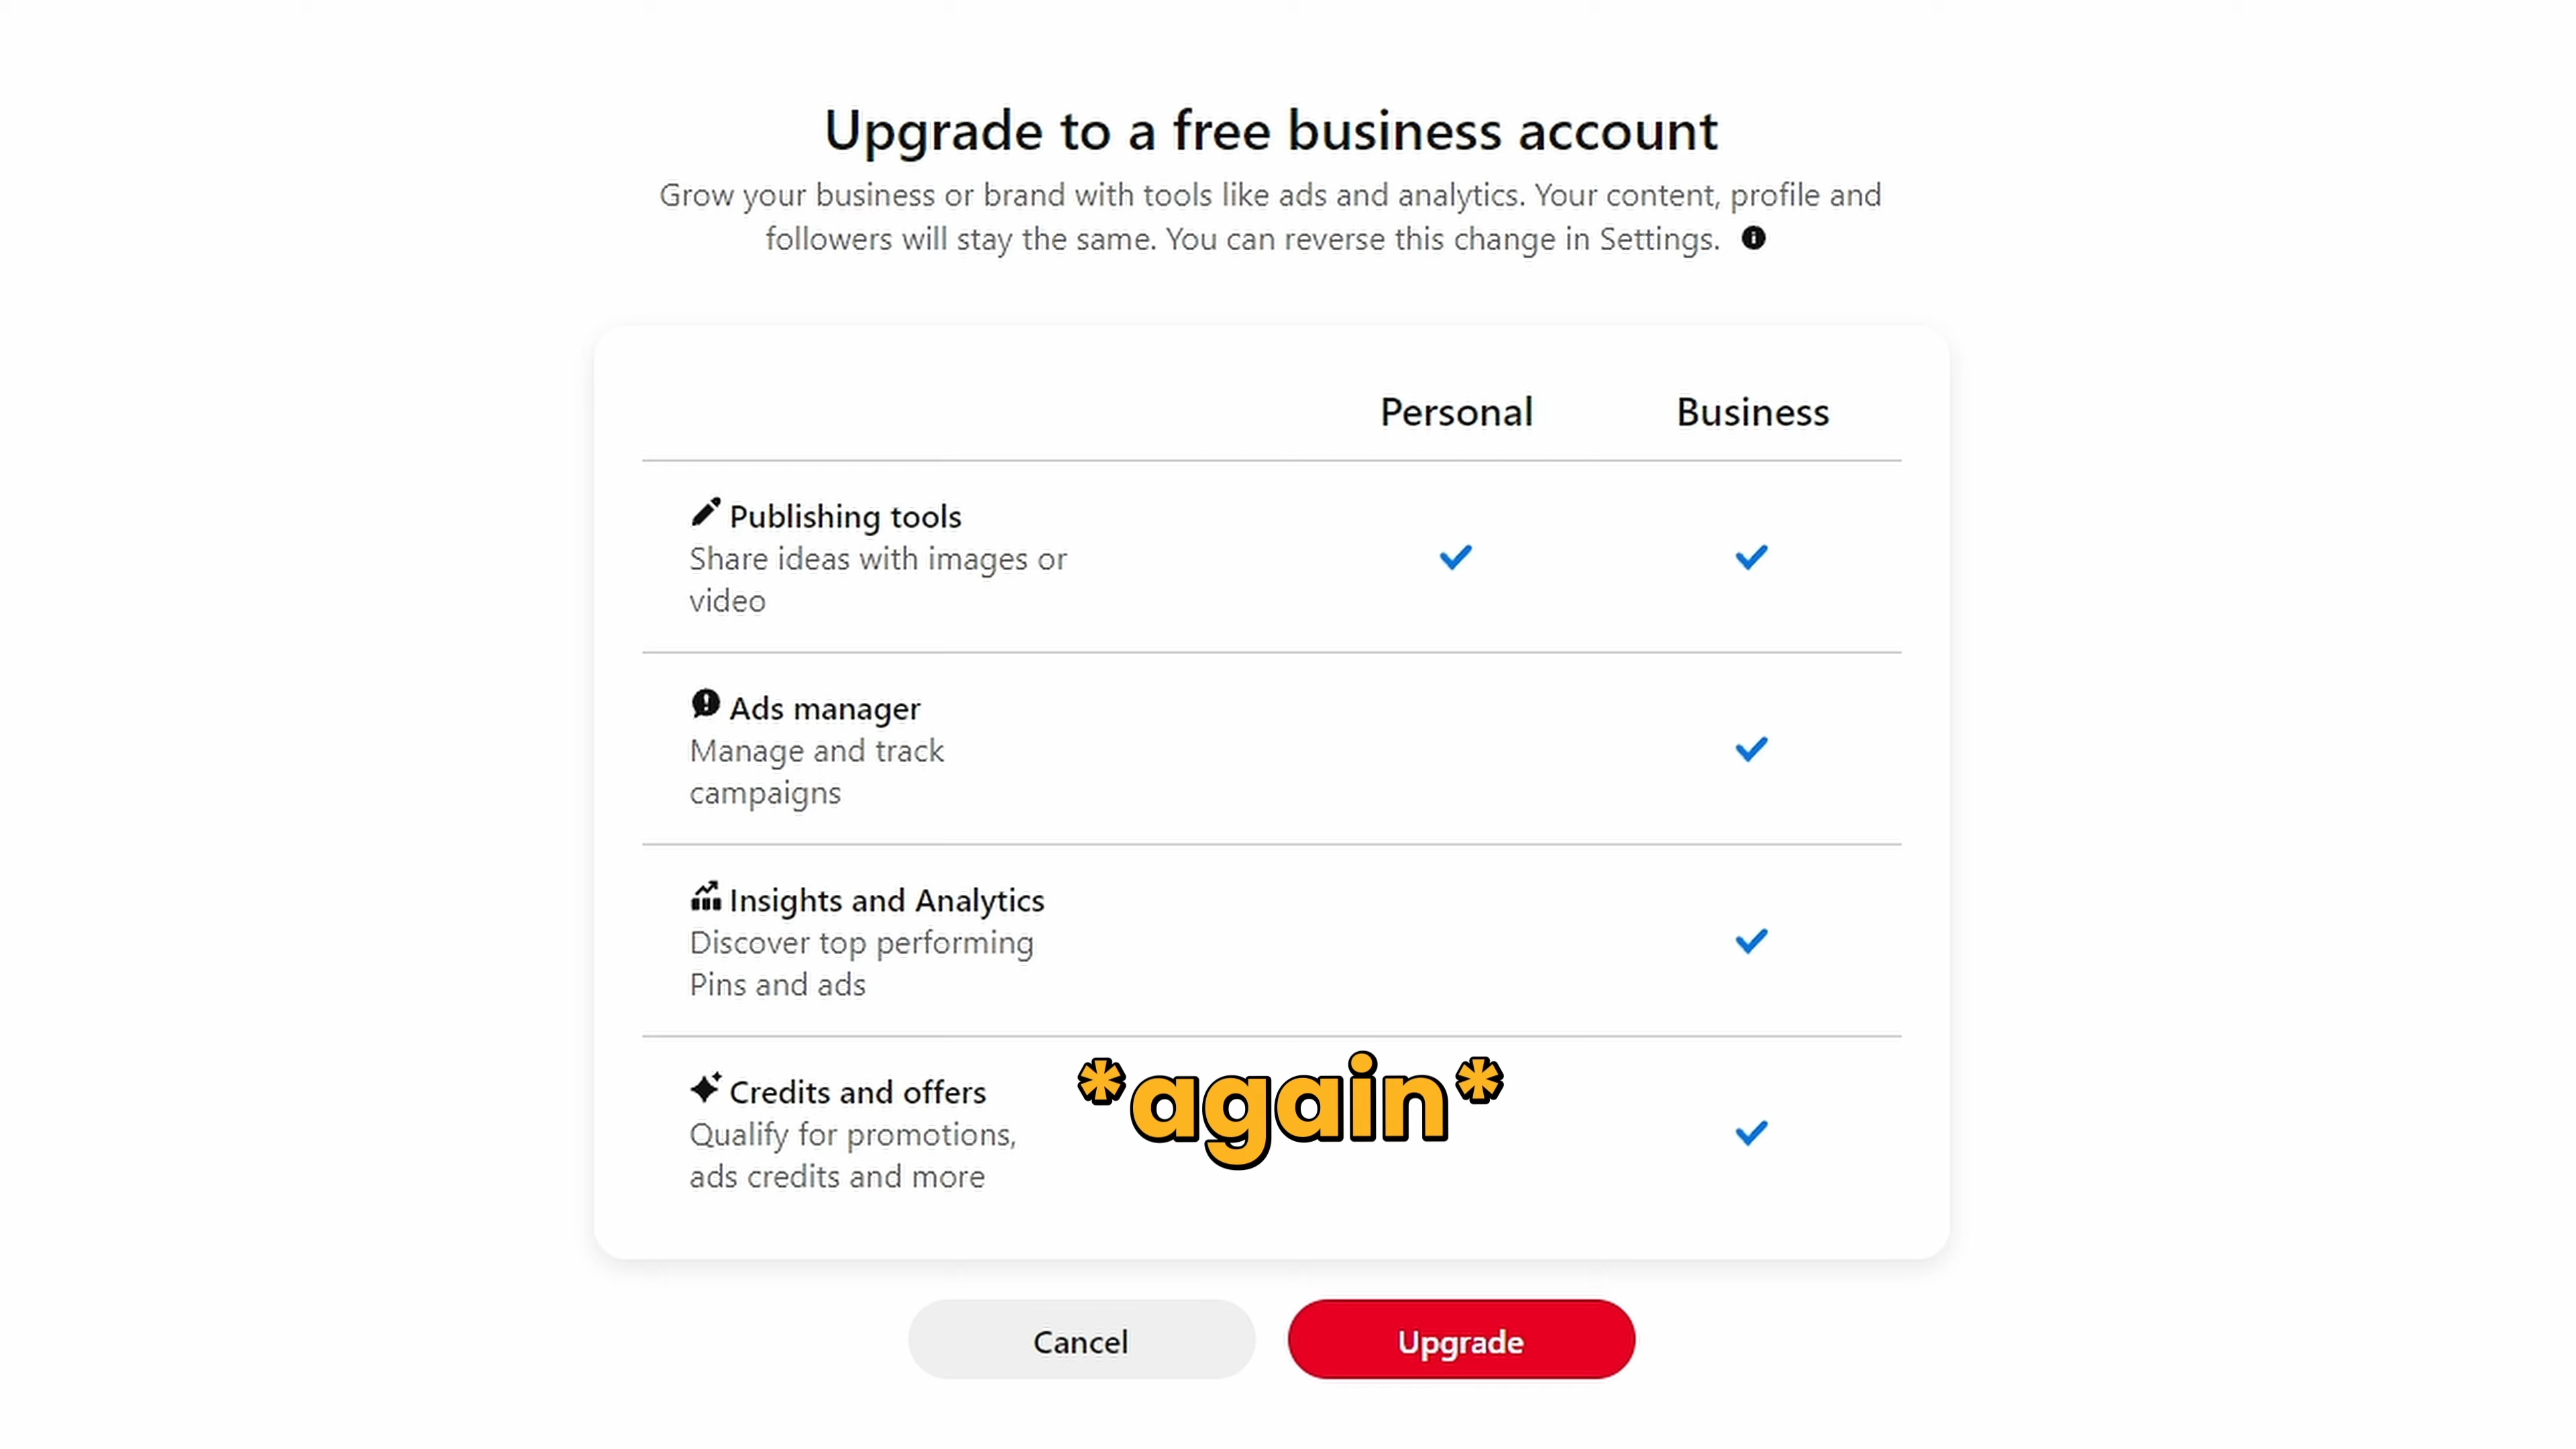 Upgrade to a free business account
Grow your business or brand with tools like ads and analytics. Your content, profile and
followers will stay the same. You can reverse this change in Settings.
Personal Business
Publishing tools
Share ideas with images or
video
Ads manager
Manage and track
campaigns
Insights and Analytics
Discover top performing
Pins and ads
Credits and offers
Qualify for promotions,
ads credits and more
*again*
Cancel Upgrade